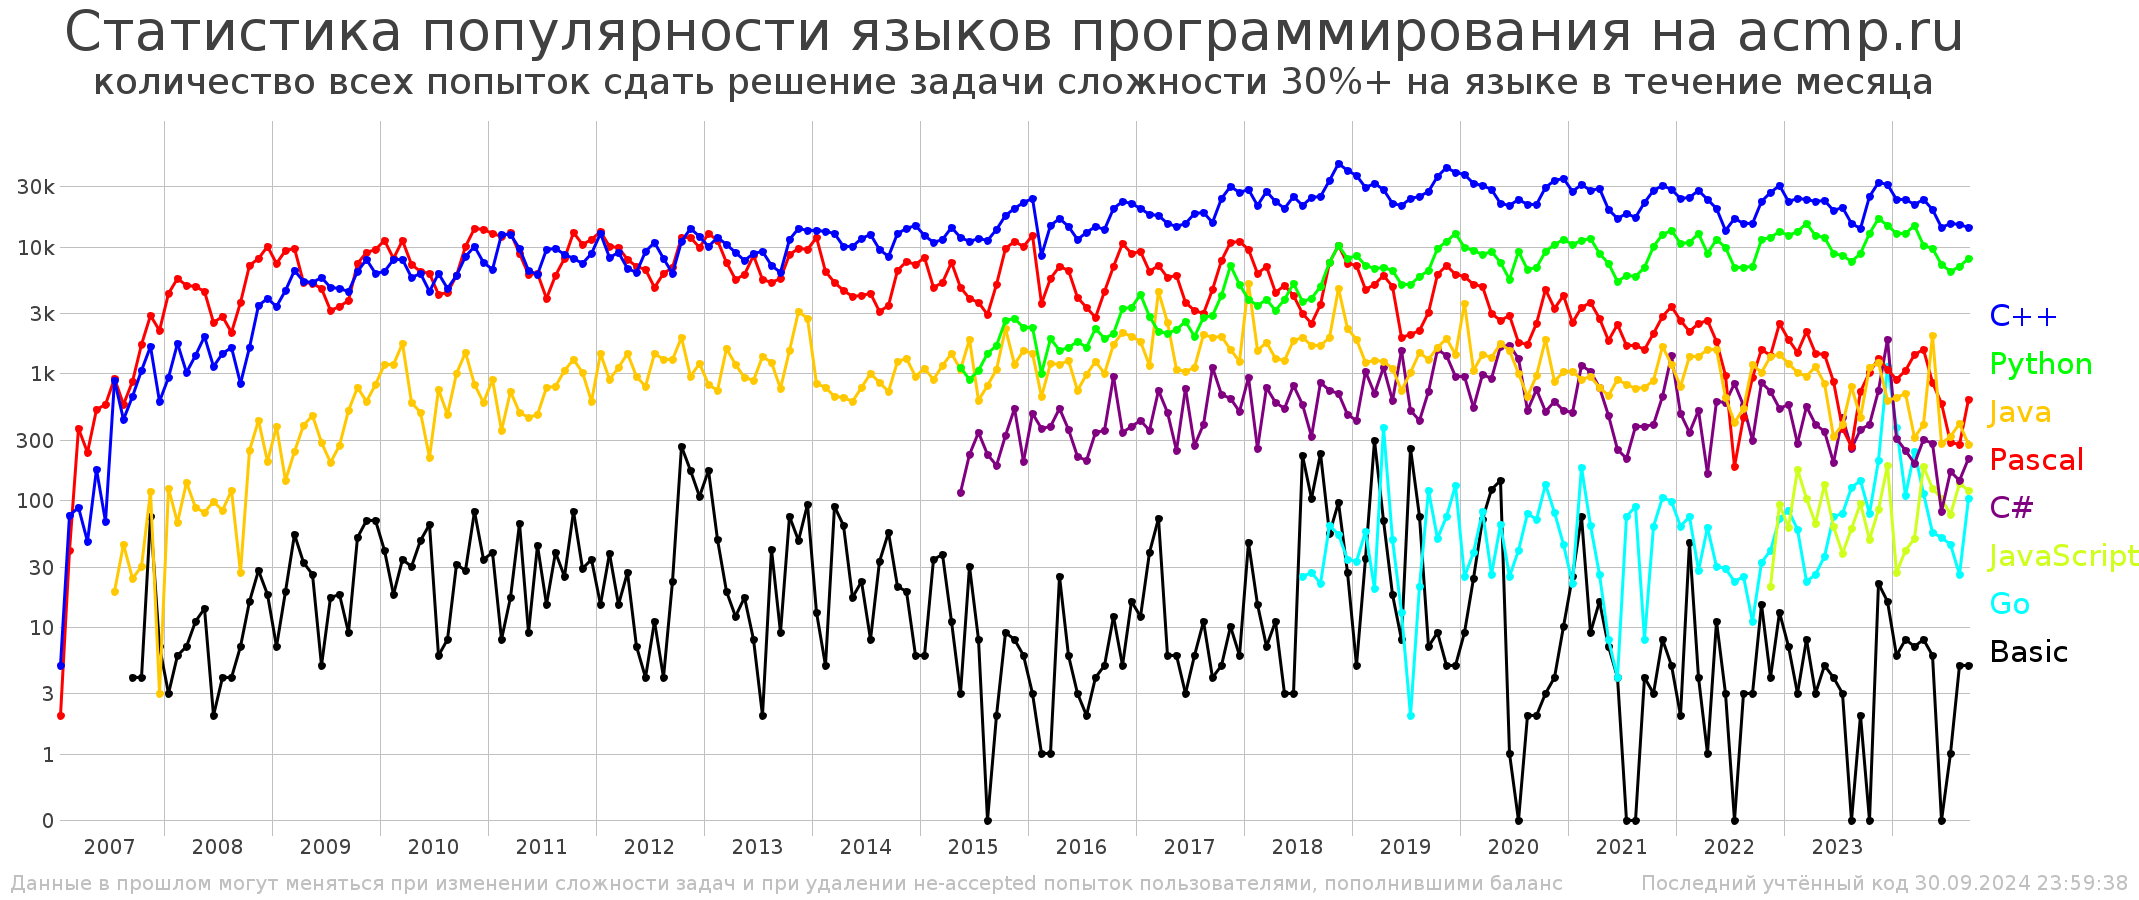 Статистика популярности языков программирования на acmp.ru
количество всех попыток сдать решение задачи сложности 30%+ на языке в течение месяца
30k
10k
3k
1k
300
100
30
10
3
1
0
C++
Python
Java
Pascal
C#
JavaScript
Go
Basic
2007 2008 2009 2010 2011 2012 2013 2014 2015 2016 2017 2018 2019 2020 2021 2022 2023
Данные в прошлом могут меняться при изменении сложности задач и при удалении не-accepted попыток пользователями, пополнившими баланс
Последний учтённый код 30.09.2024 23:59:38